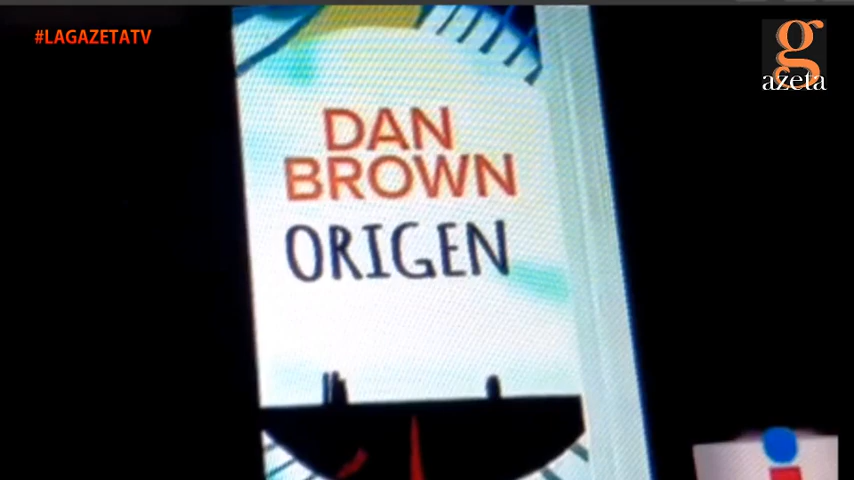 #LAGAZETATV
g
azeta
DAN
BROWN
ORIGEN